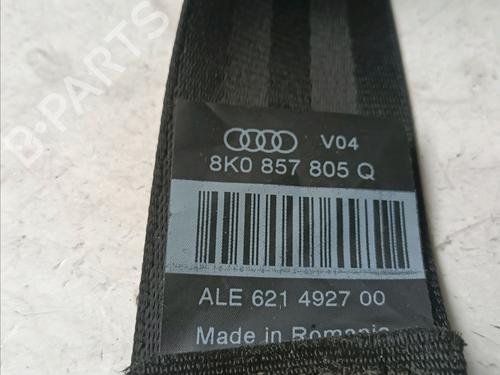 B-PARTS
V04
8K0 857 805 Q
ALE 621 4927 00
Made in Romania